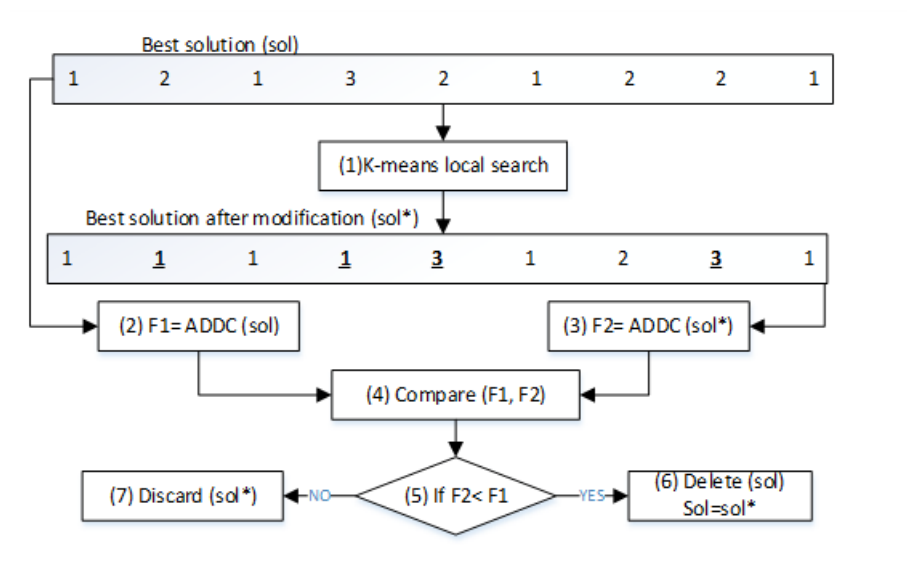 Best solution (sol)
1 2 1 3 2 1 2 2 1
(1)K-means local search
Best solution after modification (sol*)
1 1 1 1 3 1 2 3 1
(2) F1= ADDC (sol)
(3) F2= ADDC (sol*)
(4) Compare (F1, F2)
(7) Discard (sol*)
NO
(5) If F2< F1
YES
(6) Delete (sol)
Sol=sol*